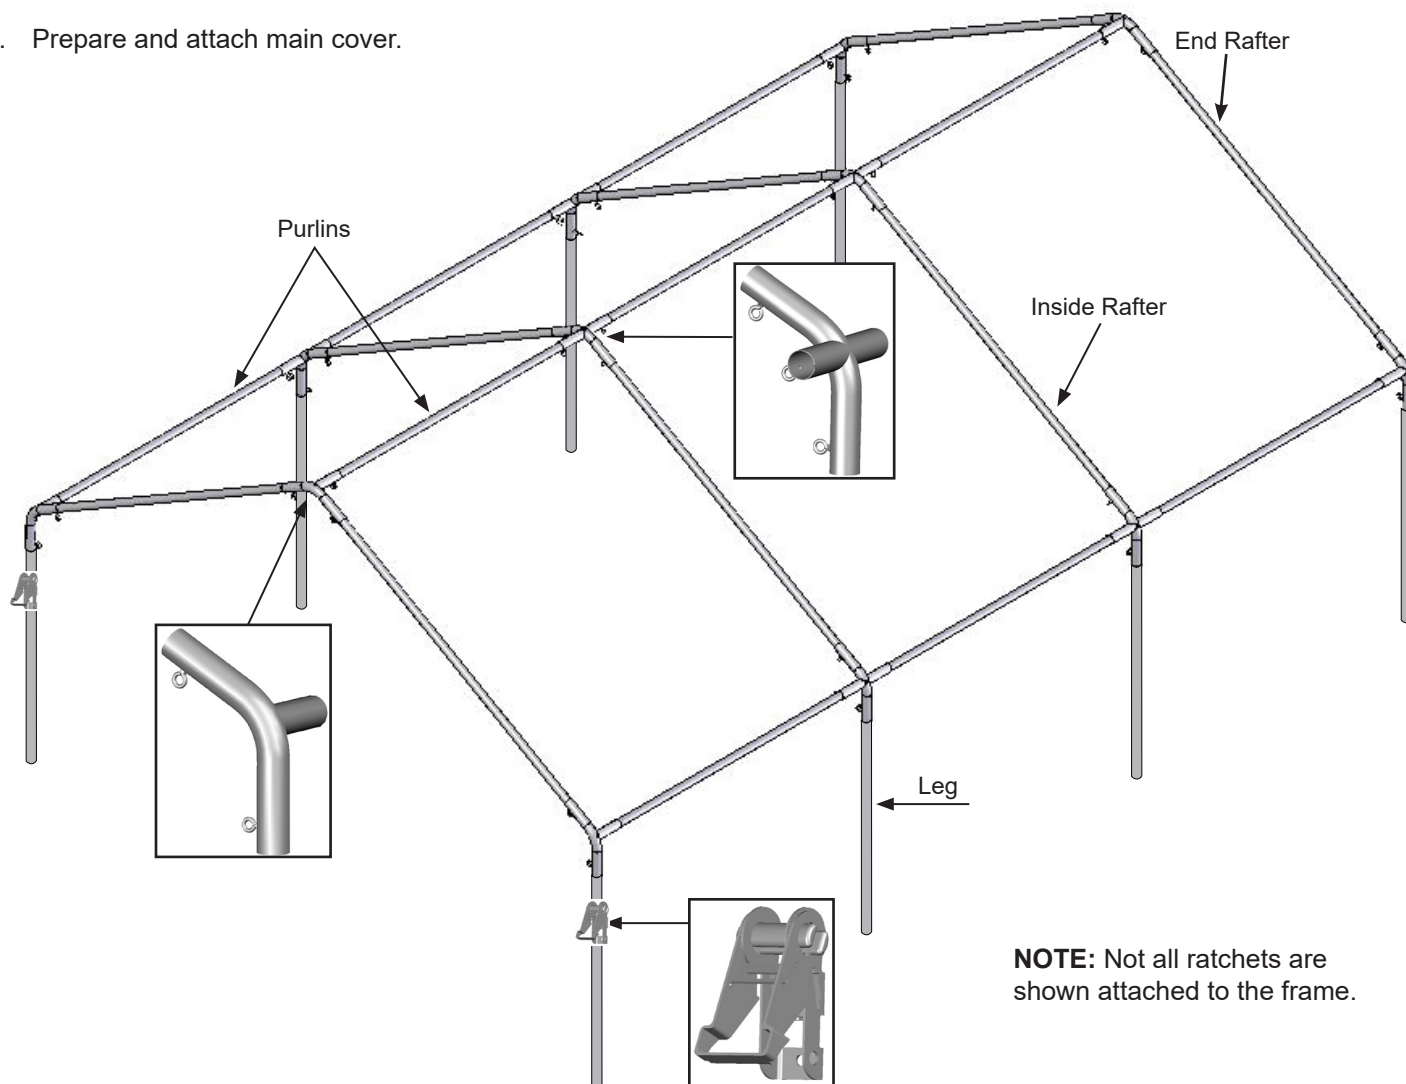 . Prepare and attach main cover.
End Rafter
Purlins
Inside Rafter
Leg
NOTE: Not all ratchets are
shown attached to the frame.